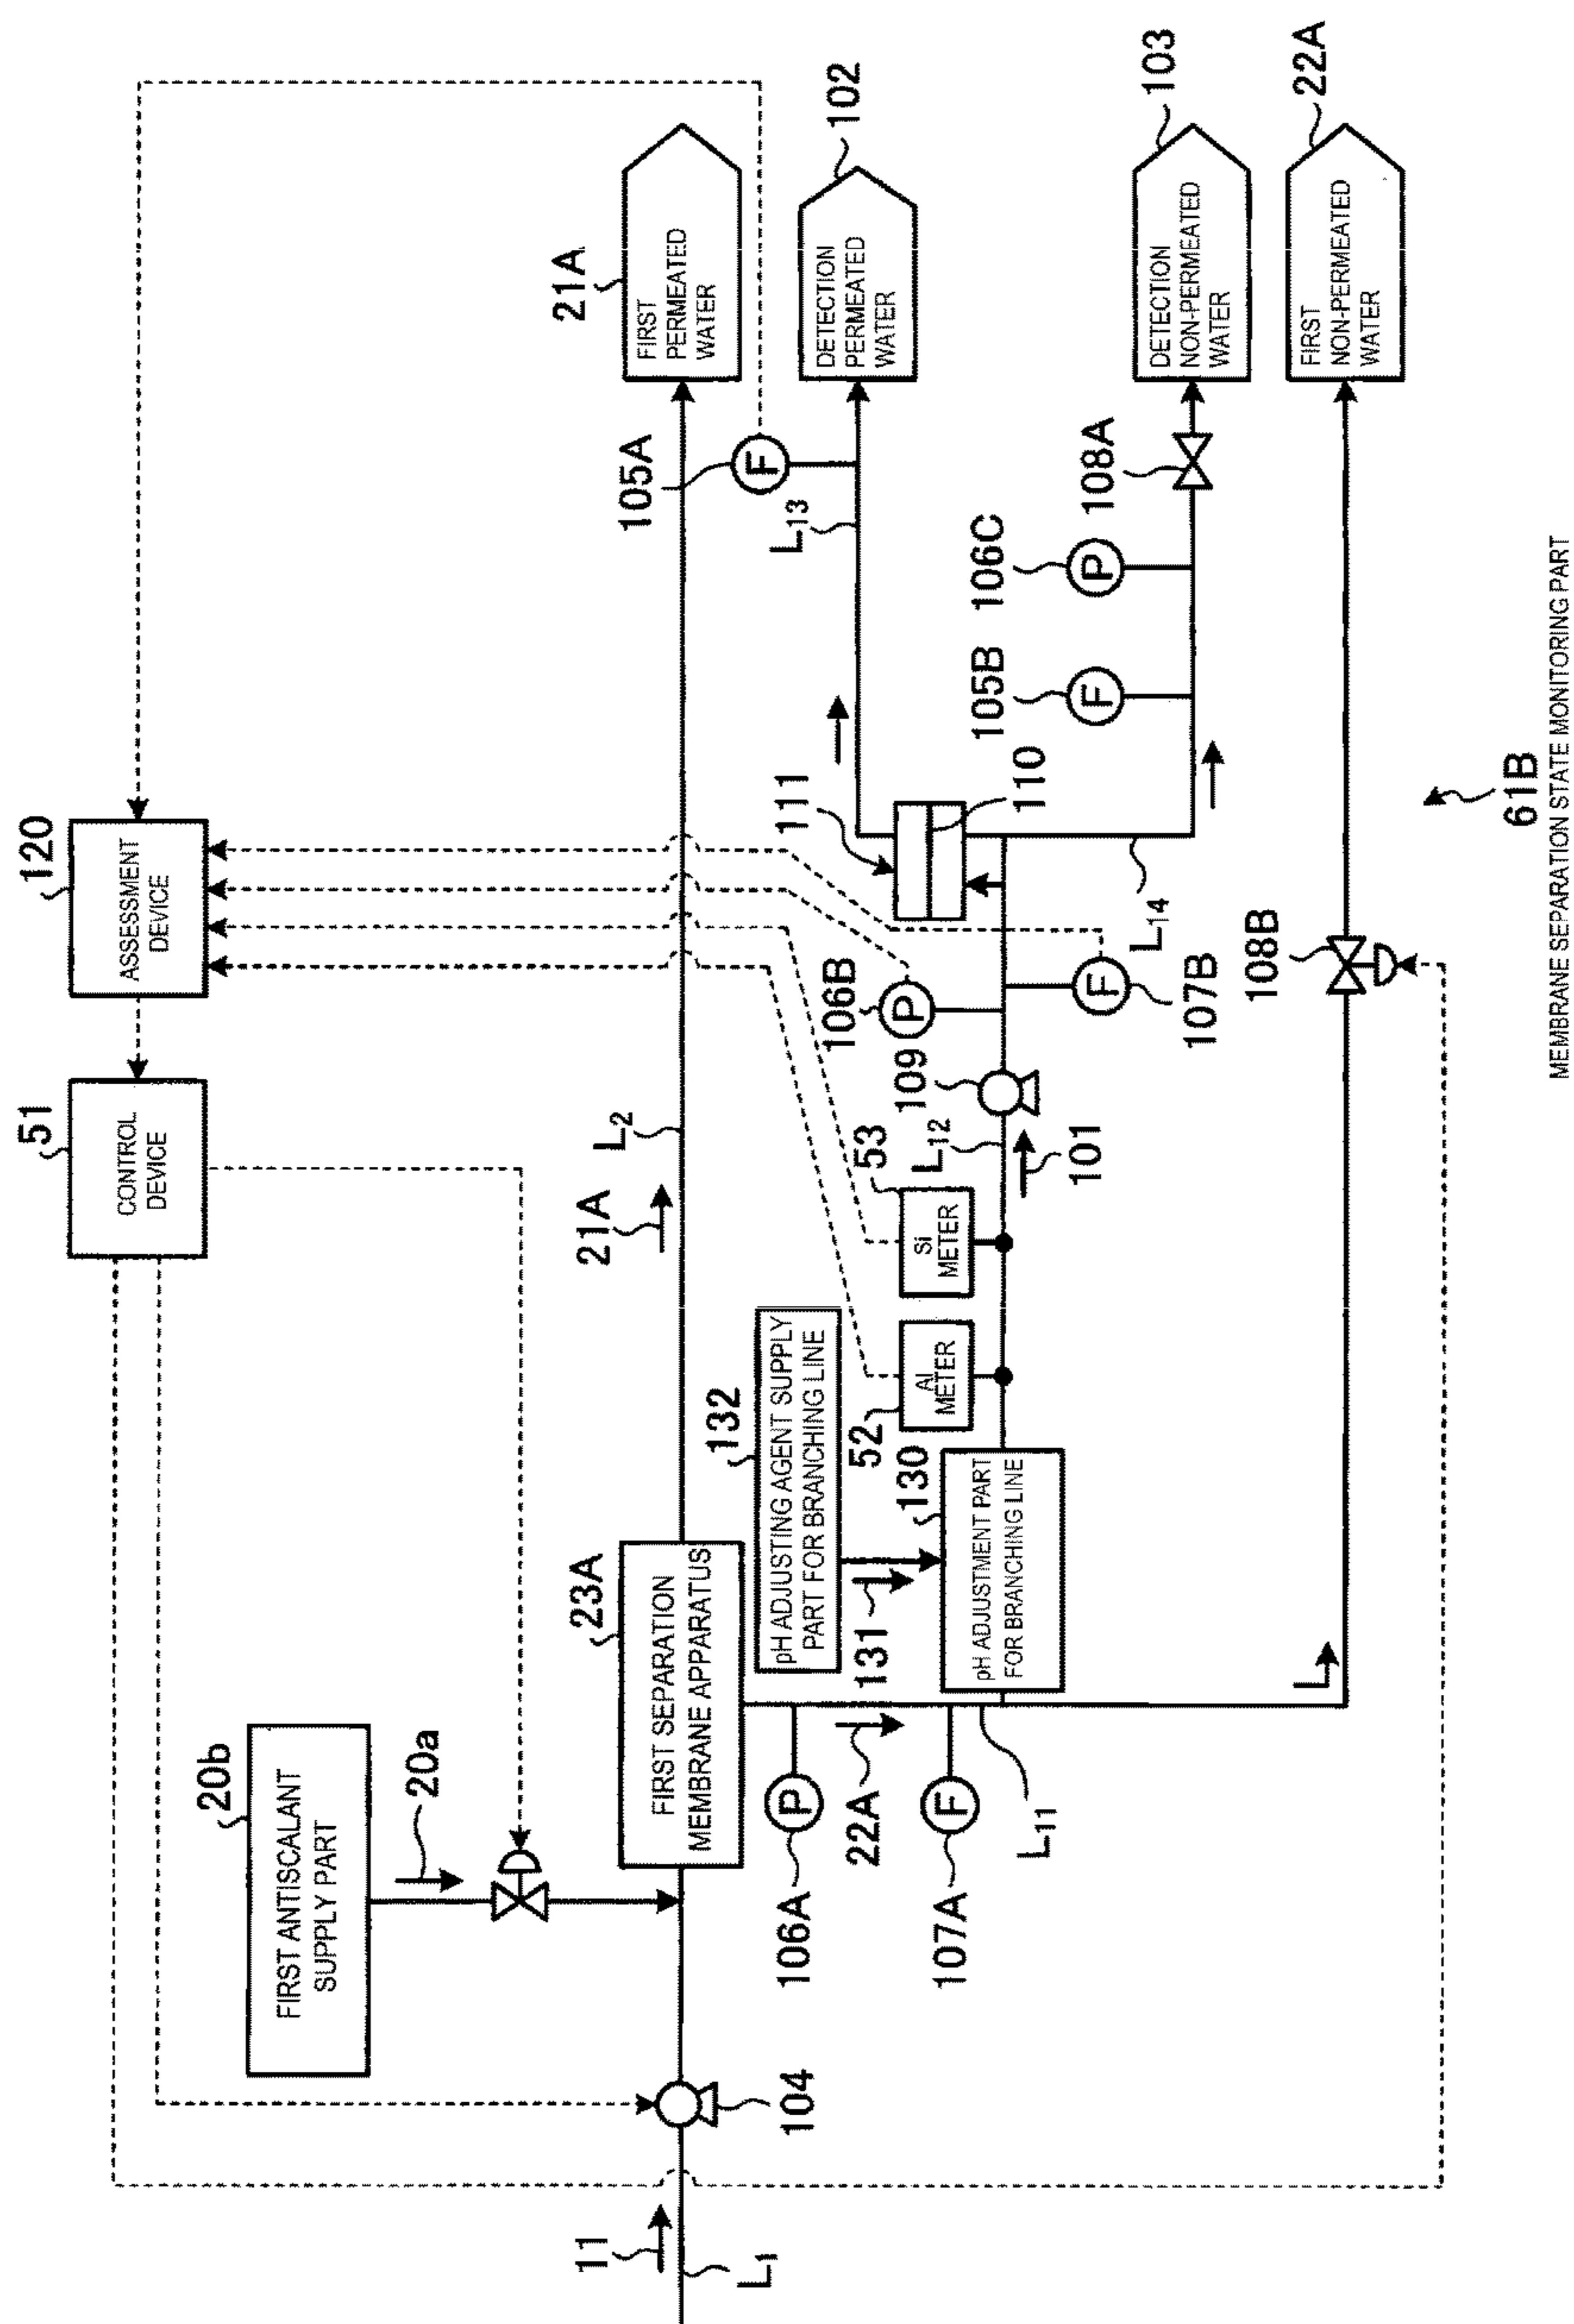 120
ASSESSMENT
DEVICE
51
CONTROL
DEVICE
20b
FIRST ANTISCALANT
SUPPLY PART
20a
11
L1
104
23A
FIRST SEPARATION
MEMBRANE APPARATUS
21A
L2
21A
FIRST
PERMEATED
WATER
105A
F
102
DETECTION
PERMEATED
WATER
L13
132
pH ADJUSTING AGENT SUPPLY
PART FOR BRANCHING LINE
131
130
pH ADJUSTMENT PART
FOR BRANCHING LINE
52
Al
METER
53
Si
METER
L12
101
109
106B
P
107B
F
111
110
L14
105B
F
106C
P
108A
103
DETECTION
NON-PERMEATED
WATER
106A
P
22A
107A
F
L11
L
108B
22A
FIRST
NON-PERMEATED
WATER
61B
MEMBRANE SEPARATION STATE MONITORING PART